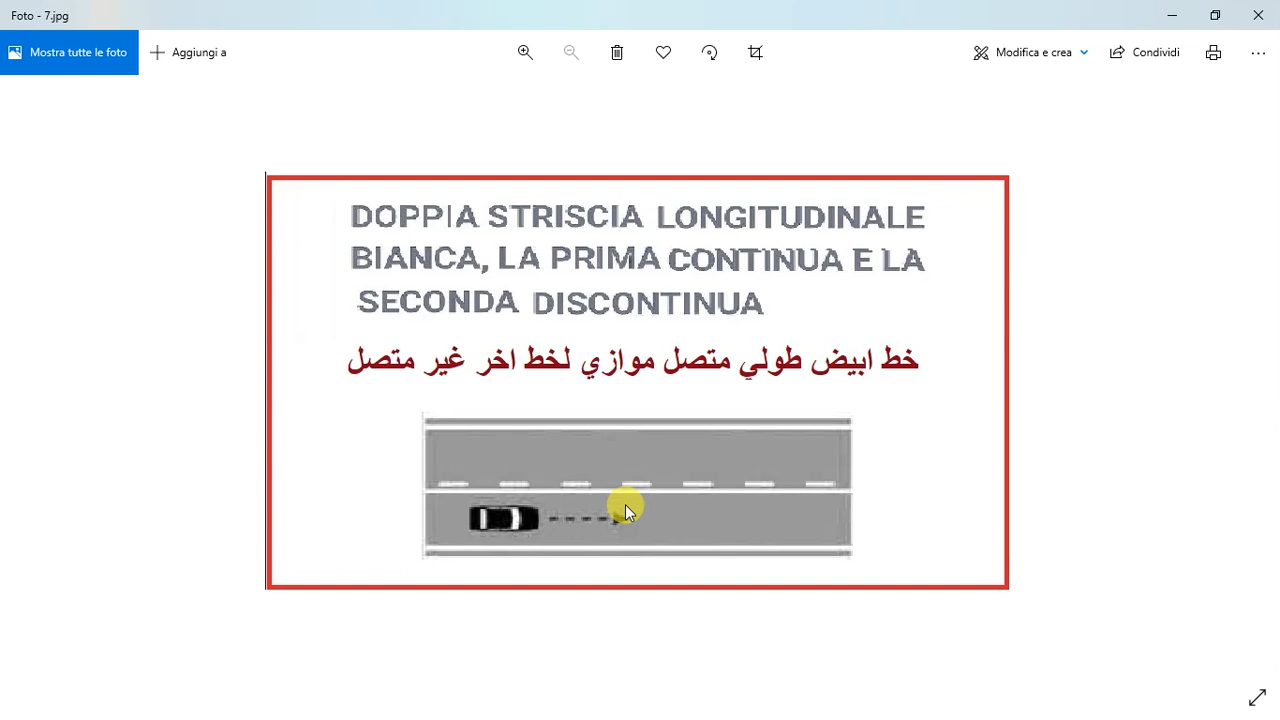 Foto - 7.jpg
Mostra tutte le foto
Aggiungi a
Modifica e crea
Condividi
DOPPIA STRISCIA LONGITUDINALE
BIANCA, LA PRIMA CONTINUA E LA
SECONDA DISCONTINUA
خط ابيض طولي متصل موازي لخط اخر غير متصل